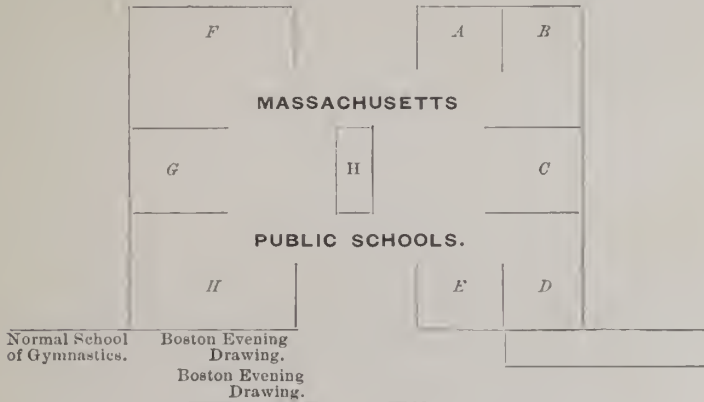 F A B
MASSACHUSETTS
G H C
PUBLIC SCHOOLS.
H E D
Normal School
of Gymnastics.
Boston Evening
Drawing.
Boston Evening
Drawing.